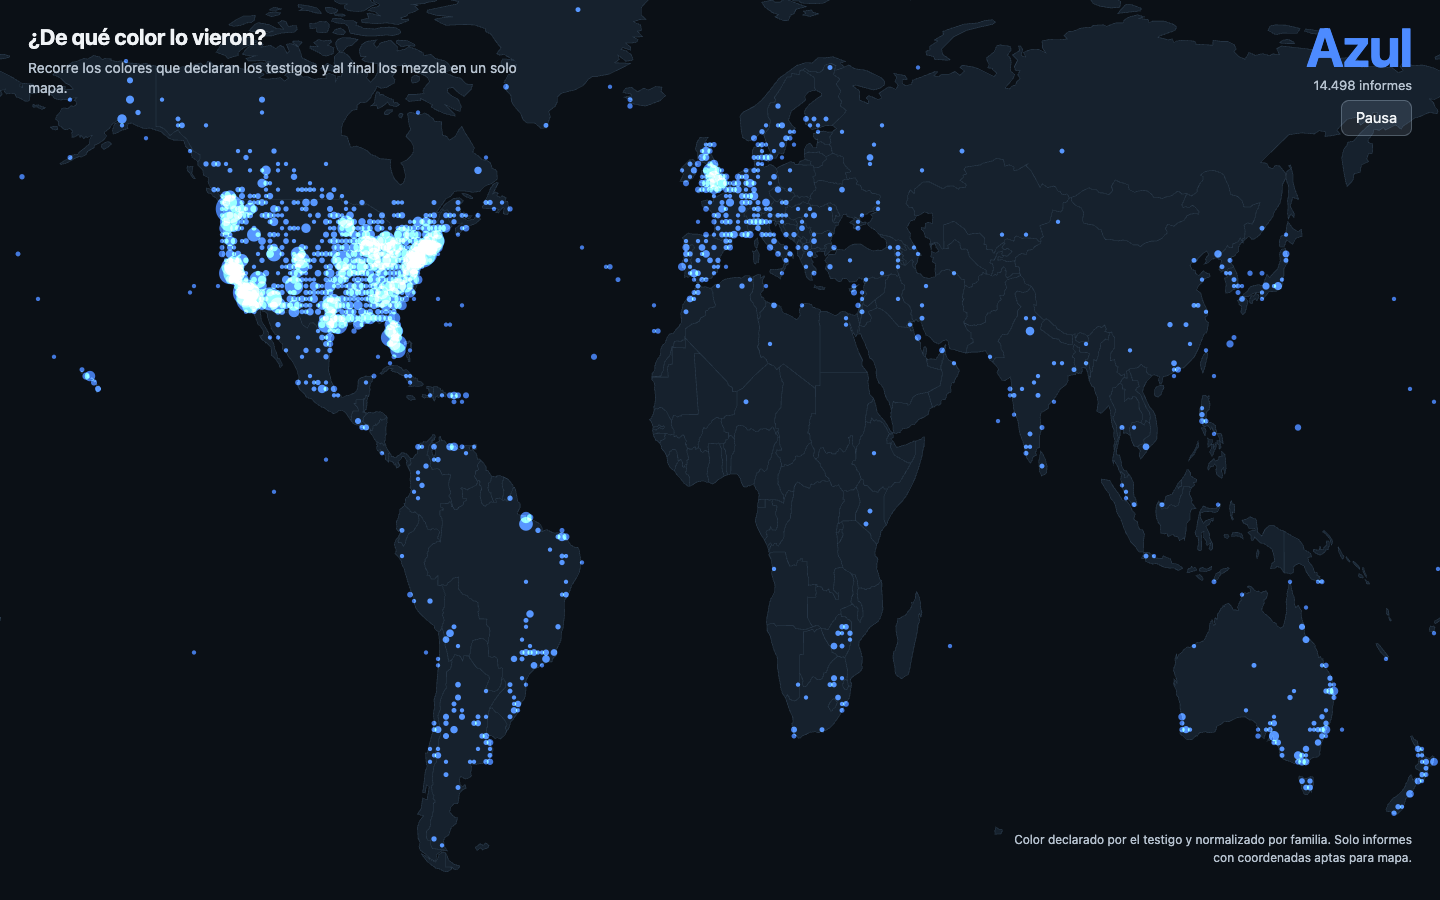 ¿De qué color lo vieron?
Recorre los colores que declaran los testigos y al final los mezcla en un solo
mapa.
Azul
14.498 informes
Pausa
Color declarado por el testigo y normalizado por familia. Solo informes
con coordenadas aptas para mapa.